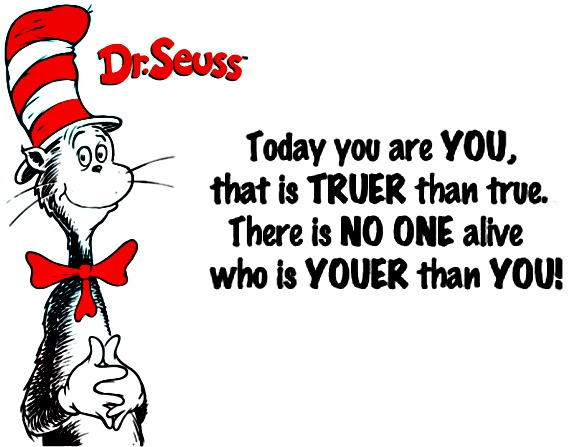 Dr. Seuss™
Today you are YOU,
that is TRUER than true.
There is NO ONE alive
who is YOUER than YOU!